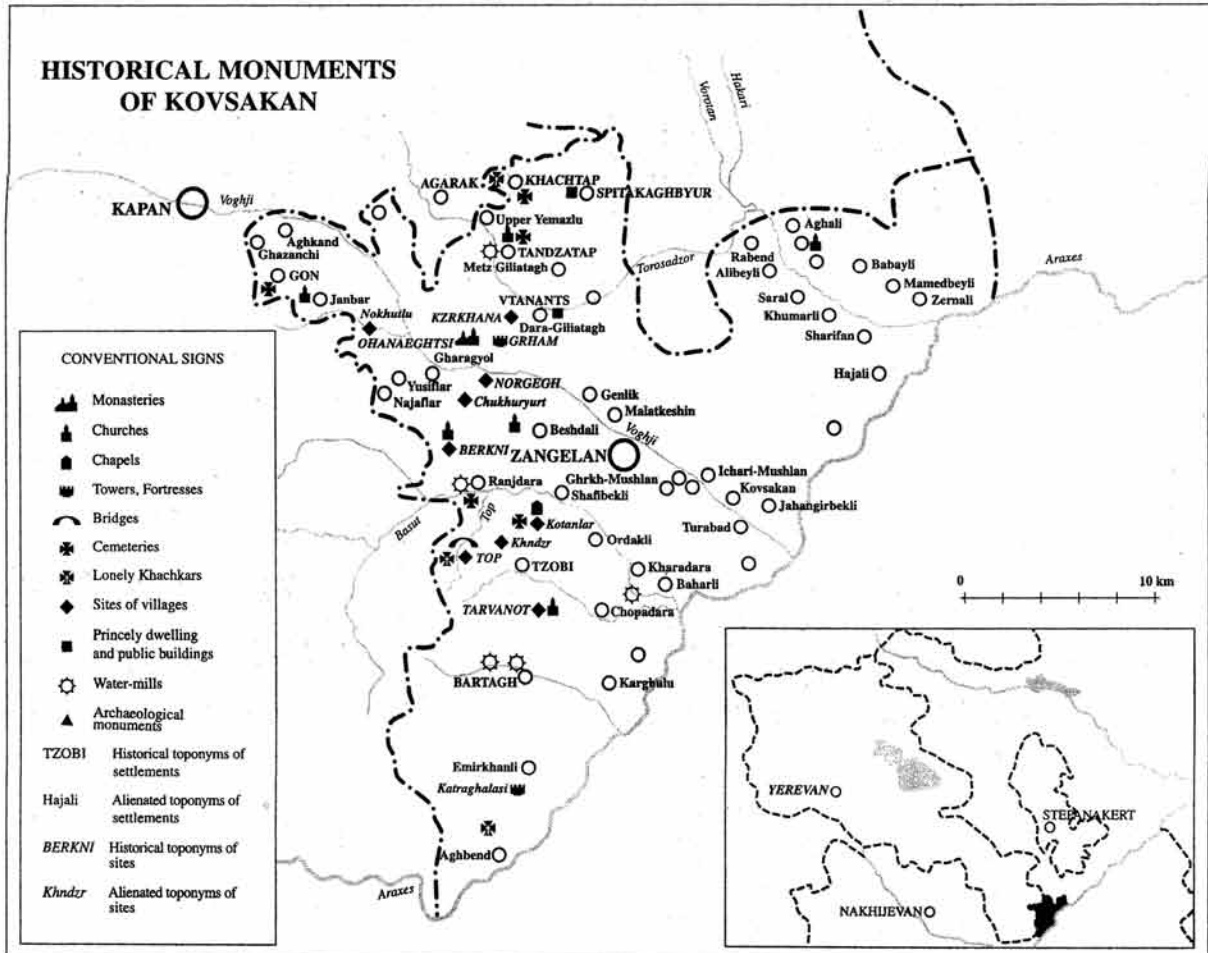 HISTORICAL MONUMENTS
OF KOVSAKAN
Vorotan
Hakari
KAPAN
Voghji
AGARAK
KHACHTAP
SPITAKAGHBYUR
Upper Yemazlu
TANDZATAP
Metz Giliatagh
Aghkand
Ghazanchi
GON
Janbar
Nokhutlu
Torosadzor
Aghali
Rabend
Alibeyli
Babayli
Araxes
Mamedbeyli
Zernali
Saral
Khumarli
Sharifan
Hajali
VTANANTS
KZRKHANA
Dara-Giliatagh
OHANAEGHTSI
GRHAM
Gharagyol
Yusiflar
Najaflar
NORGEGH
Chukhuryurt
Genlik
Malatkeshin
Voghji
Beshdali
BERKNI
ZANGELAN
Ranjdara
Ghrkh-Mushlan
Shafibekli
Ichari-Mushlan
Kovsakan
Jahangirbekli
Basut
Top
Kotanlar
Turabad
Khndzr
Ordakli
TOP
TZOBI
Kharadara
Baharli
TARVANOT
Chopadara
BARTAGH
Karghulu
Emirkhanli
Katraghalasi
Aghbend
Araxes
CONVENTIONAL SIGNS
Monasteries
Churches
Chapels
Towers, Fortresses
Bridges
Cemeteries
Lonely Khachkars
Sites of villages
Princely dwelling
and public buildings
Water-mills
Archaeological
monuments
TZOBI Historical toponyms of
settlements
Hajali Alienated toponyms of
settlements
BERKNI Historical toponyms of
sites
Khndzr Alienated toponyms of
sites
0 10 km
YEREVAN
STEPANAKERT
NAKHIJEVAN